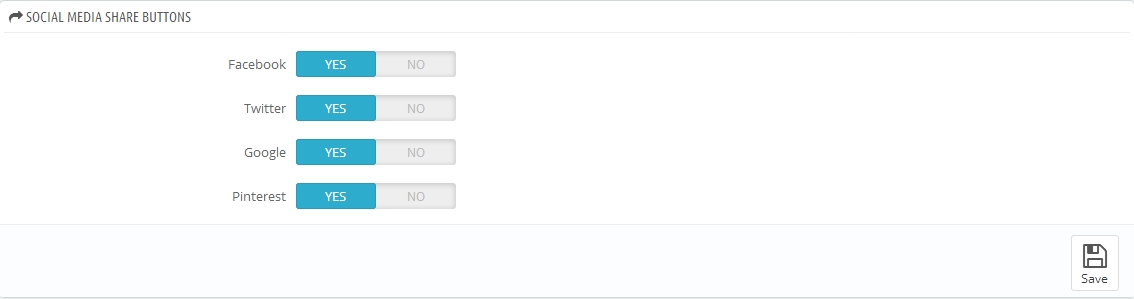 SOCIAL MEDIA SHARE BUTTONS
Facebook YES NO
Twitter YES NO
Google YES NO
Pinterest YES NO
Save